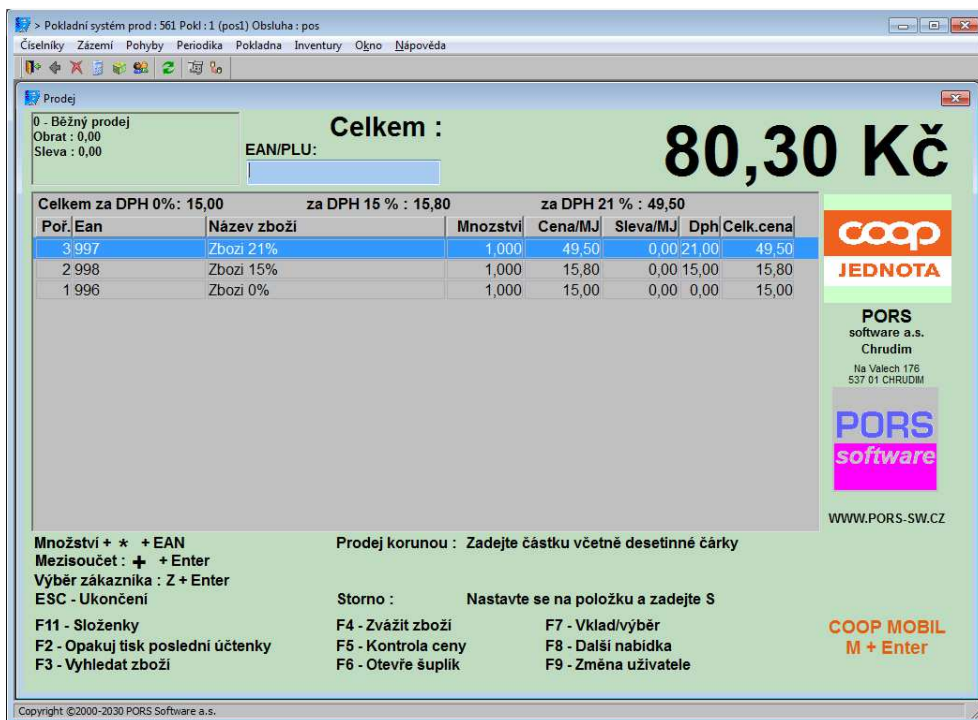 > Pokladní systém prod : 561 Pokl : 1 (pos1) Obsluha : pos
Číselníky Zázemí Pohyby Periodika Pokladna Inventury Okno Nápověda
Prodej
0 - Běžný prodej
Obrat : 0,00
Sleva : 0,00
Celkem :
EAN/PLU:
80,30 Kč
Celkem za DPH 0%: 15,00 za DPH 15 % : 15,80 za DPH 21 % : 49,50
Poř. Ean Název zboží Mnozství Cena/MJ Sleva/MJ Dph Celk.cena
3 997 Zbozi 21% 1,000 49,50 0,00 21,00 49,50
2 998 Zbozi 15% 1,000 15,80 0,00 15,00 15,80
1 996 Zbozi 0% 1,000 15,00 0,00 0,00 15,00
coop
JEDNOTA
PORS
software a.s.
Chrudim
Na Valech 176
537 01 CHRUDIM
PORS
software
WWW.PORS-SW.CZ
Množství + * + EAN
Mezisoučet : + + Enter
Výběr zákazníka : Z + Enter
ESC - Ukončení
Prodej korunou : Zadejte částku včetně desetinné čárky
Storno : Nastavte se na položku a zadejte S
F11 - Složenky
F2 - Opakuj tisk poslední účtenky
F3 - Vyhledat zboží
F4 - Zvážit zboží
F5 - Kontrola ceny
F6 - Otevře šuplík
F7 - Vklad/výběr
F8 - Další nabídka
F9 - Změna uživatele
COOP MOBIL
M + Enter
Copyright ©2000-2030 PORS Software a.s.